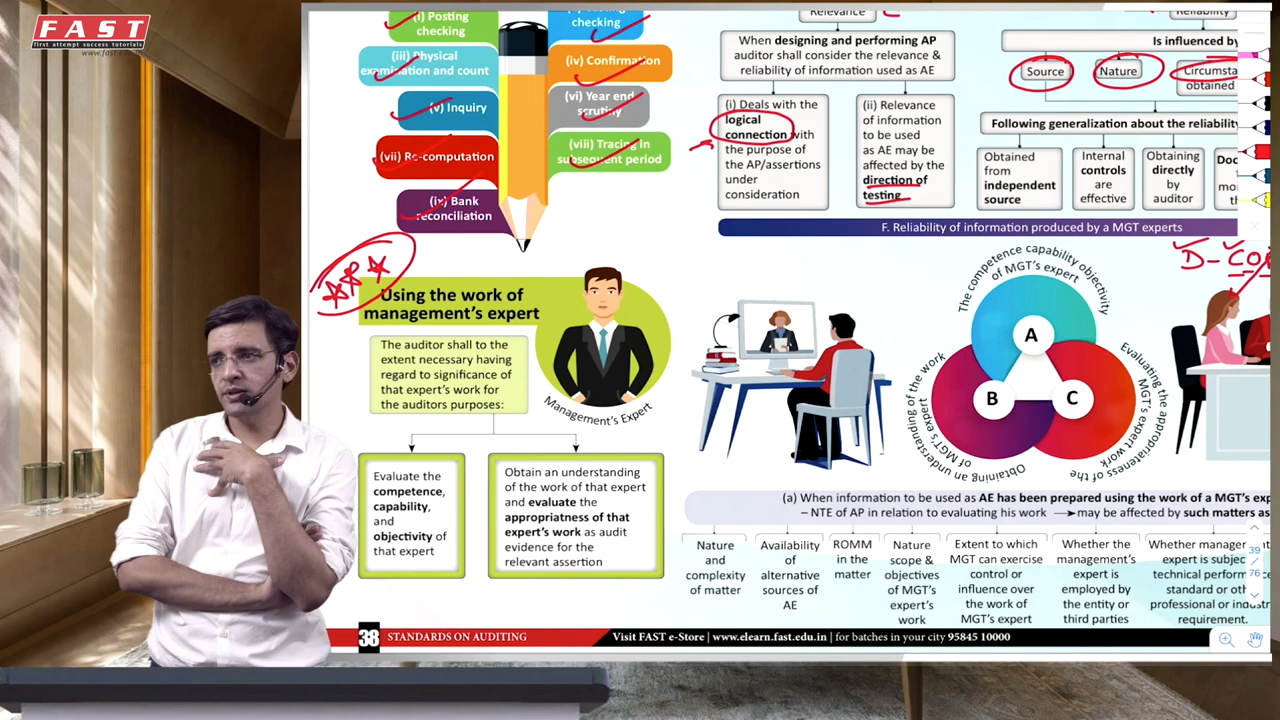 FAST
first attempt success tutorials
(i) Posting
checking
checking
(iii) Physical
examination and count
(iv) Confirmation
(v) Inquiry
(vi) Year end
scrutiny
(vii) Re-computation
(viii) Tracing in
subsequent period
(ix) Bank
reconciliation
Using the work of
management's expert
The auditor shall to the
extent necessary having
regard to significance of
that expert's work for
the auditors purposes:
Management's Expert
Evaluate the
competence,
capability,
and
objectivity of
that expert
Obtain an understanding
of the work of that expert
and evaluate the
appropriatness of that
expert's work as audit
evidence for the
relevant assertion
Relevance
Reliability
When designing and performing AP
auditor shall consider the relevance &
reliability of information used as AE
Is influenced by
Source
Nature
Circumsta
obtained
(i) Deals with the
logical
connection with
the purpose of
the AP/assertions
under
consideration
(ii) Relevance
of information
to be used
as AE may be
affected by the
direction of
testing
Following generalization about the reliability
Obtained
from
independent
source
Internal
controls
are
effective
Obtaining
directly
by
auditor
Doc
mo
th
F. Reliability of information produced by a MGT experts
The competence capability objectivity
of MGT's expert
A
B
C
Obtaining an understanding of the work
of MGT's expert
Evaluating the appropriateness of the
MGT's expert work
(a) When information to be used as AE has been prepared using the work of a MGT's exp
– NTE of AP in relation to evaluating his work → may be affected by such matters as
Nature
and
complexity
of matter
Availability
of
alternative
sources of
AE
ROMM
in the
matter
Nature
scope &
objectives
of MGT's
expert's
work
Extent to which
MGT can exercise
control or
influence over
the work of
MGT's expert
Whether the
management's
expert is
employed by
the entity or
third parties
Whether manager
expert is subjec
technical perform
standard or oth
professional or industr
requirement.
39
/
76
38 STANDARDS ON AUDITING
Visit FAST e-Store | www.elearn.fast.edu.in | for batches in your city 95845 10000